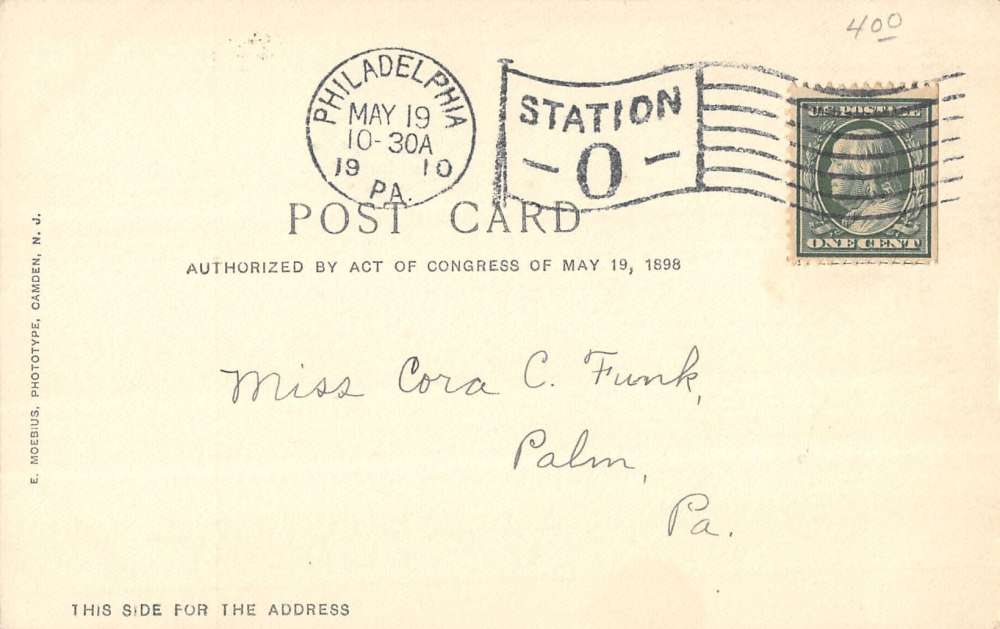 400
PHILADELPHIA
MAY 19
10-30A
19 10
PA.
STATION
- O -
U.S. POSTAGE
ONE CENT
POST CARD
AUTHORIZED BY ACT OF CONGRESS OF MAY 19, 1898
E. MOEBIUS, PHOTOTYPE, CAMDEN, N. J.
Miss Cora C. Funk,
Palm,
Pa.
THIS SIDE FOR THE ADDRESS